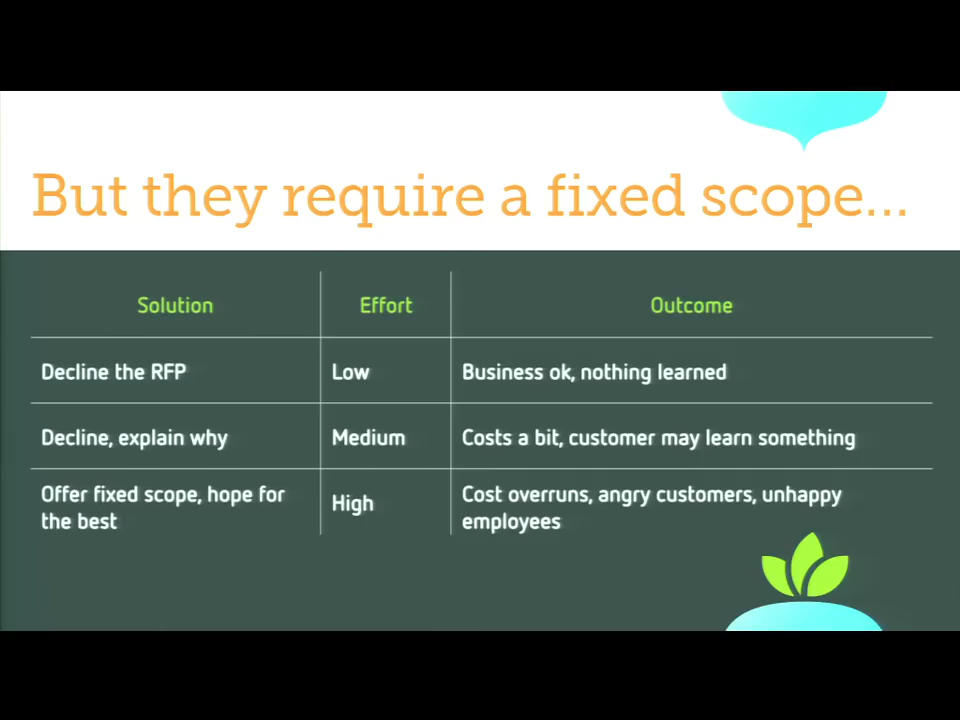 But they require a fixed scope...
Solution Effort Outcome
Decline the RFP Low Business ok, nothing learned
Decline, explain why Medium Costs a bit, customer may learn something
Offer fixed scope, hope for
the best
High
Cost overruns, angry customers, unhappy
employees